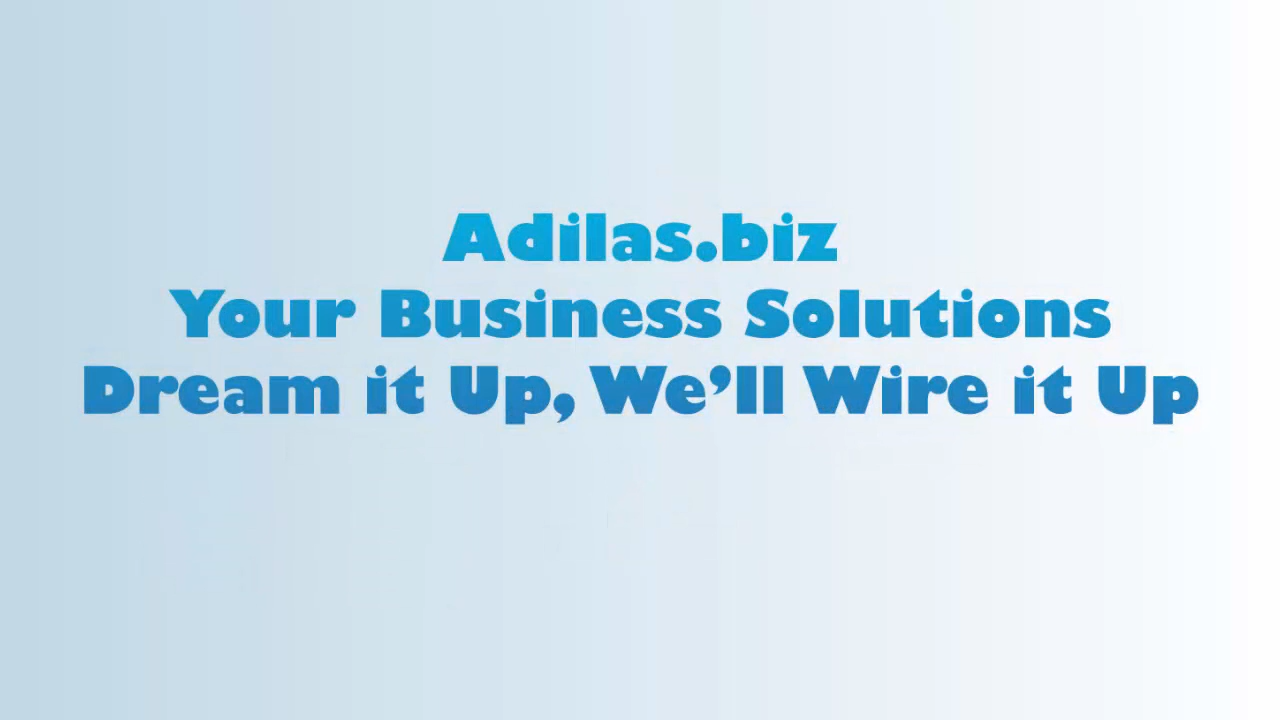 Adilas.biz
Your Business Solutions
Dream it Up, We’ll Wire it Up